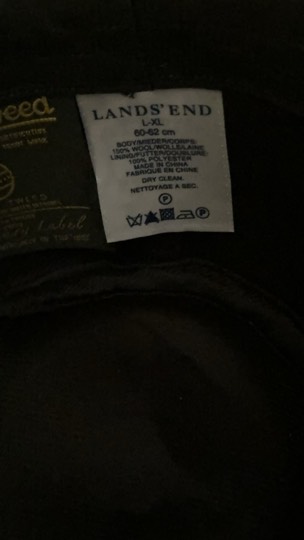 LANDS' END
L-XL
60-62 cm
BODY/MIEDER/CORPS:
100% WOOL/WOLLE/LAINE
LINING/FUTTER/DOUBLURE:
100% POLYESTER
MADE IN CHINA
FABRIQUE EN CHINE
DRY CLEAN.
NETTOYAGE A SEC.
P
P
Label